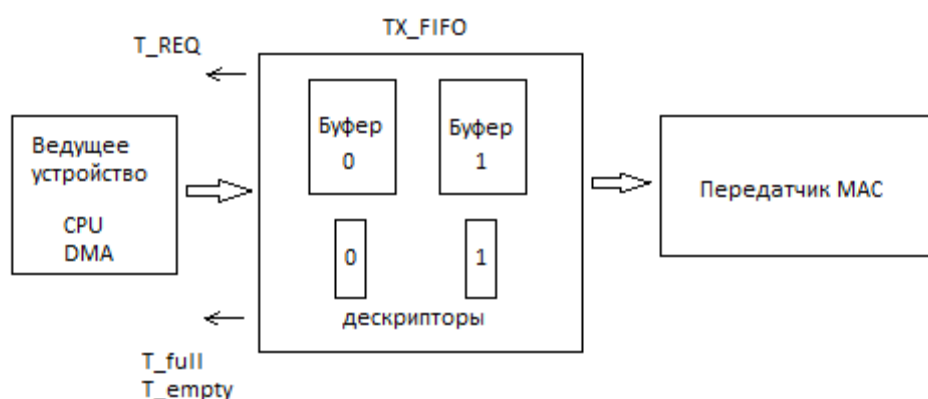 TX_FIFO
T_REQ
Ведущее
устройство
CPU
DMA
Буфер
0
Буфер
1
Передатчик MAC
0
1
дескрипторы
T_full
T_empty